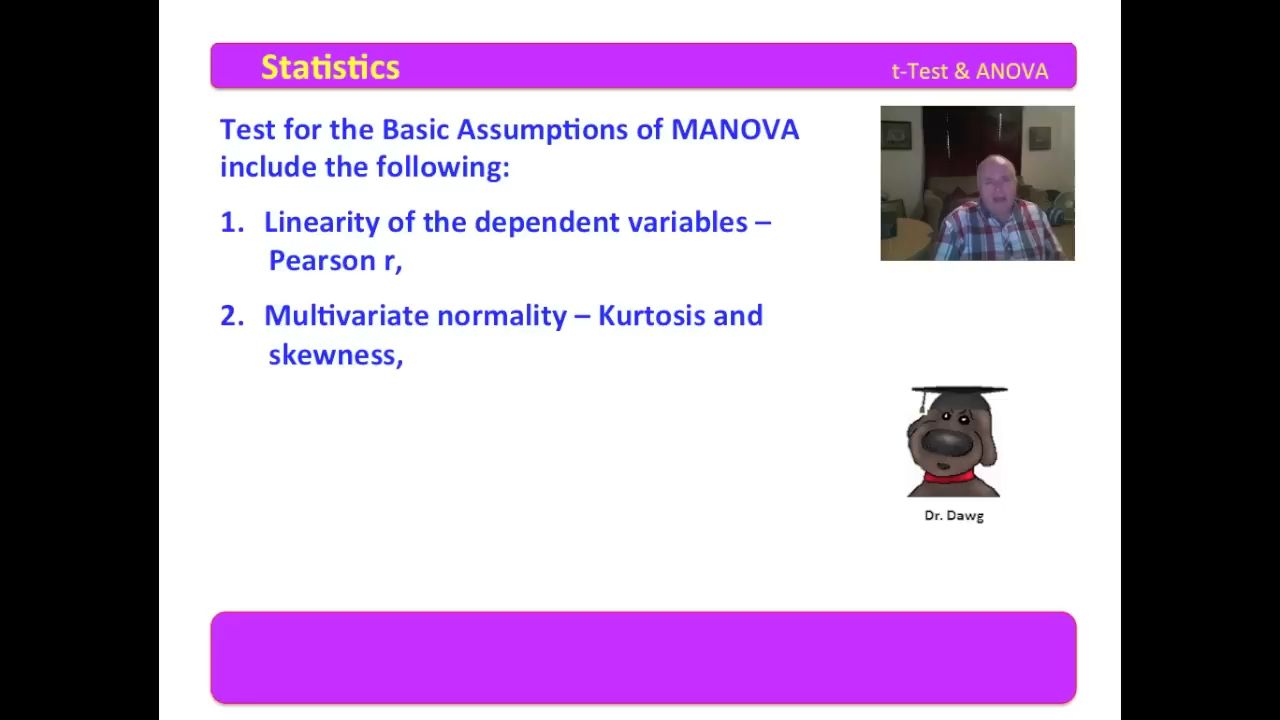 Statistics
t-Test & ANOVA
Test for the Basic Assumptions of MANOVA
include the following:
1. Linearity of the dependent variables –
Pearson r,
2. Multivariate normality – Kurtosis and
skewness,
Dr. Dawg